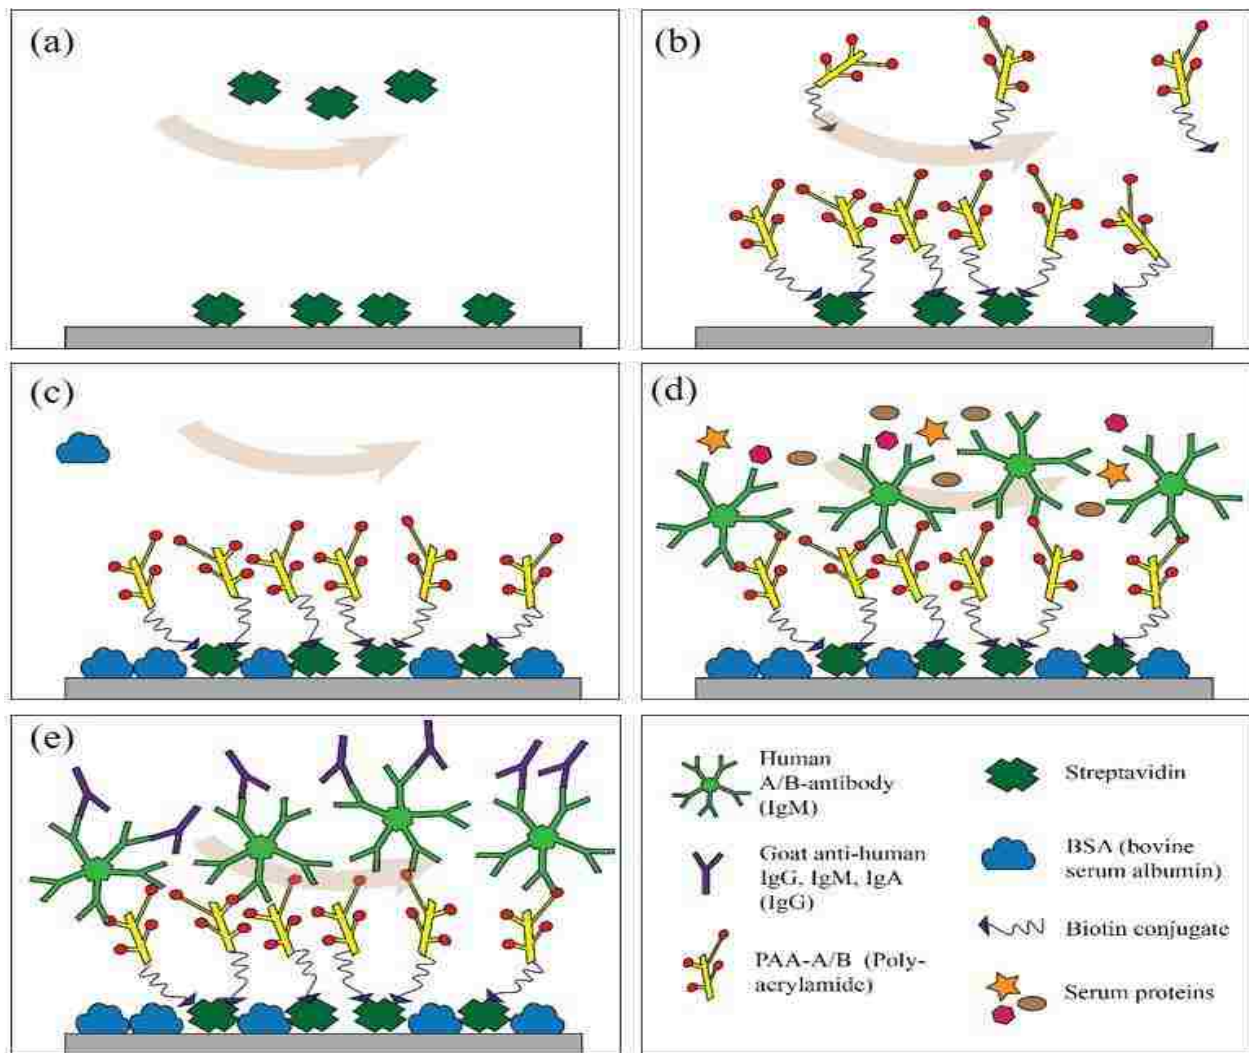 (a)
(b)
(c)
(d)
(e)
Human
A/B-antibody
(IgM)
Goat anti-human
IgG, IgM, IgA
(IgG)
PAA-A/B (Poly-
acrylamide)
Streptavidin
BSA (bovine
serum albumin)
Biotin conjugate
Serum proteins